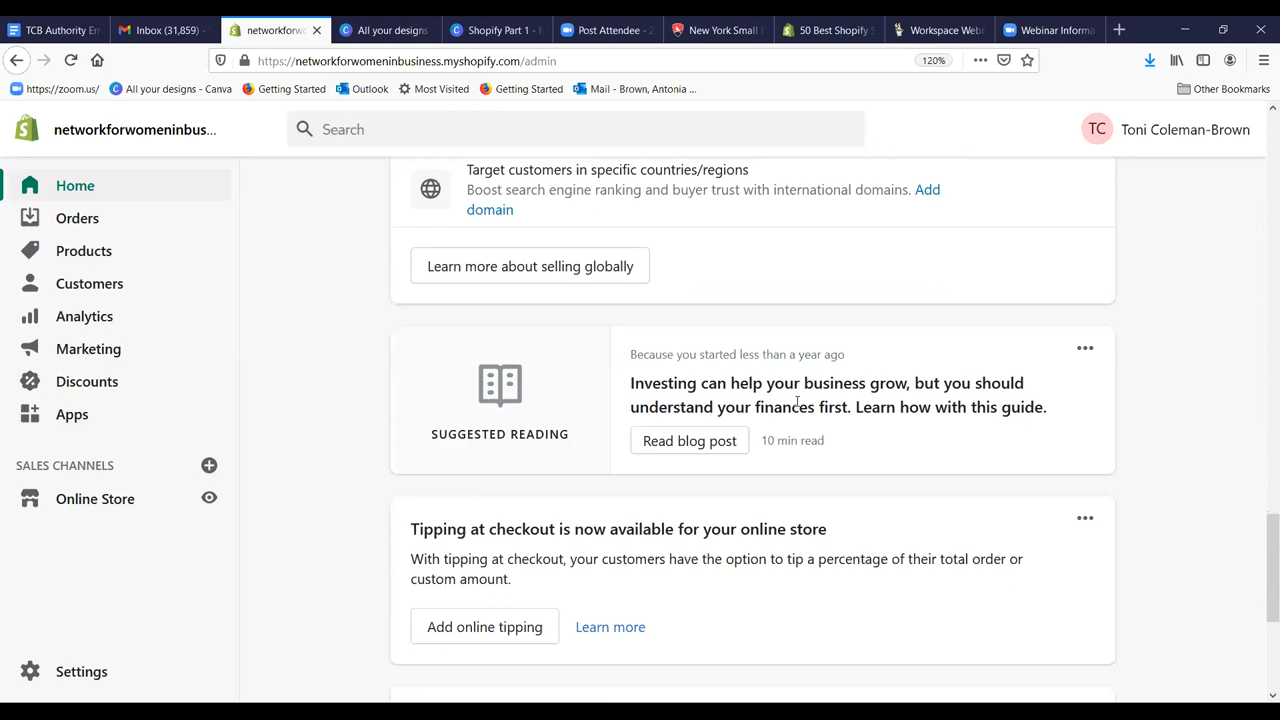 TCB Authority Em
Inbox (31,859)
networkforwo
All your designs
Shopify Part 1 -
Post Attendee - Z
New York Small
50 Best Shopify S
Workspace Web
Webinar Informa
https://networkforwomeninbusiness.myshopify.com/admin
120%
https://zoom.us/
All your designs - Canva
Getting Started
Outlook
Most Visited
Getting Started
Mail - Brown, Antonia ...
Other Bookmarks
networkforwomeninbus...
Search
TC
Toni Coleman-Brown
Home
Orders
Products
Customers
Analytics
Marketing
Discounts
Apps
SALES CHANNELS
Online Store
Settings
Target customers in specific countries/regions
Boost search engine ranking and buyer trust with international domains. Add
domain
Learn more about selling globally
SUGGESTED READING
Because you started less than a year ago
Investing can help your business grow, but you should
understand your finances first. Learn how with this guide.
Read blog post
10 min read
Tipping at checkout is now available for your online store
With tipping at checkout, your customers have the option to tip a percentage of their total order or
custom amount.
Add online tipping
Learn more